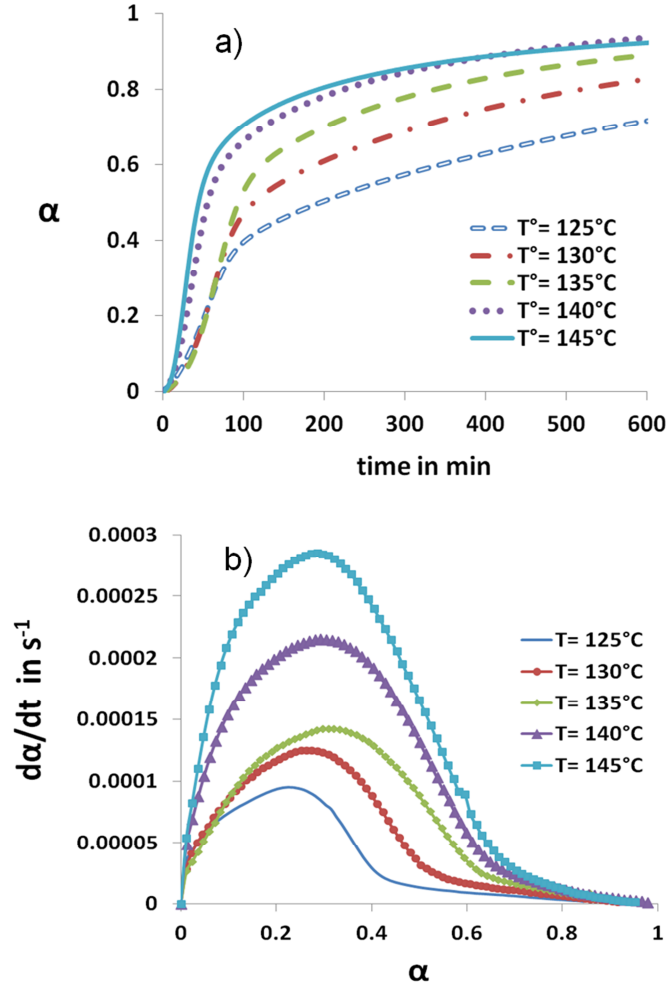 1
a)
0.8
0.6
α
0.4
T°= 125°C
T°= 130°C
0.2
T°= 135°C
T°= 140°C
T°= 145°C
0
0 100 200 300 400 500 600
time in min
0.0003
b)
0.00025
T= 125°C
0.0002
T= 130°C
dα/dt in s-1
0.00015
T= 135°C
T= 140°C
0.0001
T= 145°C
0.00005
0
0 0.2 0.4 0.6 0.8 1
α